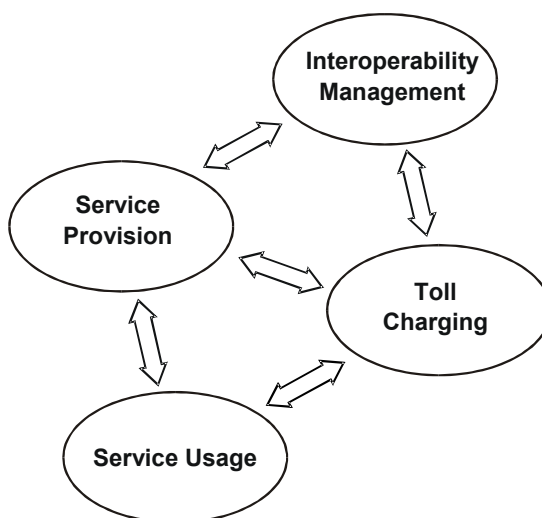 Interoperability
Management
Service
Provision
Toll
Charging
Service Usage